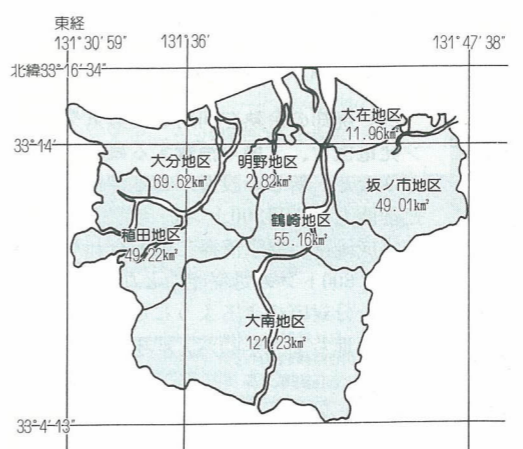 東経
131°30′59″
131°36′
131°47′38″
北緯33°16′34″
33°14′
大在地区
11.96km²
大分地区
69.62km²
明野地区
2.82km²
坂ノ市地区
49.01km²
鶴崎地区
55.16km²
稙田地区
49.22km²
大南地区
121.23km²
33°4′13″